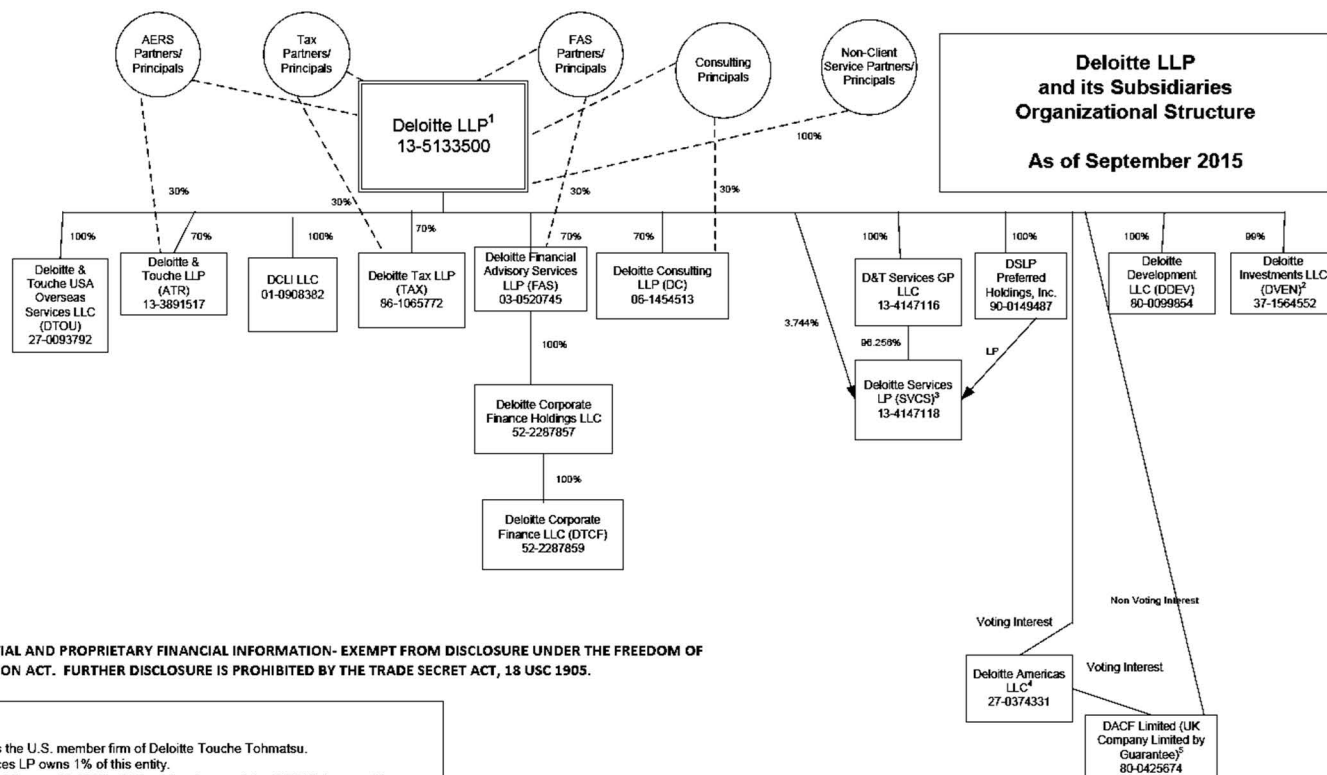 AERS
Partners/
Principals
Tax
Partners/
Principals
FAS
Partners/
Principals
Consulting
Principals
Non-Client
Service Partners/
Principals
Deloitte LLP
and its Subsidiaries
Organizational Structure
As of September 2015
Deloitte LLP¹
13-5133500
100%
30%
30%
30%
30%
100%
70%
100%
70%
70%
70%
100%
100%
100%
99%
Deloitte &
Touche USA
Overseas
Services LLC
(DTOU)
27-0093792
Deloitte &
Touche LLP
(ATR)
13-3891517
DCLI LLC
01-0908382
Deloitte Tax LLP
(TAX)
86-1065772
Deloitte Financial
Advisory Services
LLP (FAS)
03-0520745
Deloitte Consulting
LLP (DC)
06-1454513
D&T Services GP
LLC
13-4147116
DSLP
Preferred
Holdings, Inc.
90-0149487
Deloitte
Development
LLC (DDEV)
80-0099854
Deloitte
Investments LLC
(DVEN)²
37-1564552
3.744%
100%
96.256%
LP
Deloitte Services
LP (SVCS)³
13-4147118
Deloitte Corporate
Finance Holdings LLC
52-2287857
100%
Deloitte Corporate
Finance LLC (DTCF)
52-2287859
Non Voting Interest
Voting Interest
Voting Interest
Deloitte Americas
LLC⁴
27-0374331
DACF Limited (UK
Company Limited by
Guarantee)⁵
80-0425674
TIAL AND PROPRIETARY FINANCIAL INFORMATION- EXEMPT FROM DISCLOSURE UNDER THE FREEDOM OF
ON ACT. FURTHER DISCLOSURE IS PROHIBITED BY THE TRADE SECRET ACT, 18 USC 1905.
s the U.S. member firm of Deloitte Touche Tohmatsu.
ces LP owns 1% of this entity.